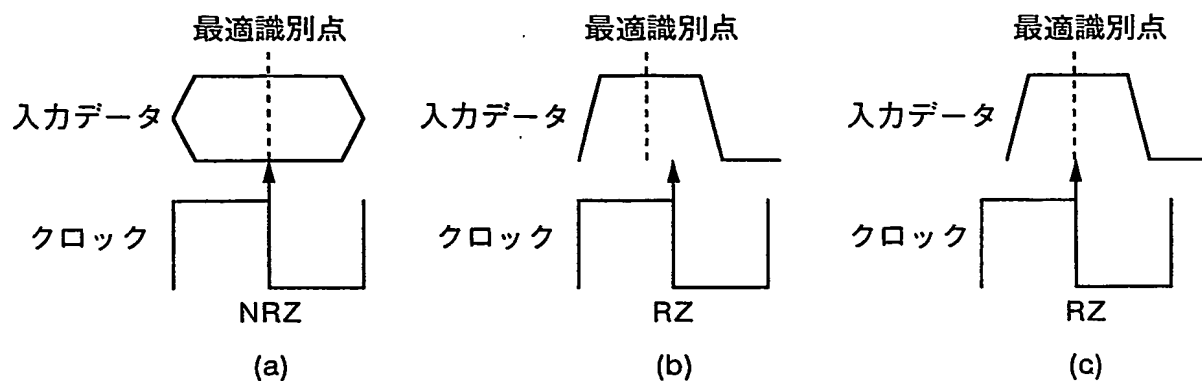 最適識別点
入力データ
クロック
NRZ
(a)
最適識別点
入力データ
クロック
RZ
(b)
最適識別点
入力データ
クロック
RZ
(c)